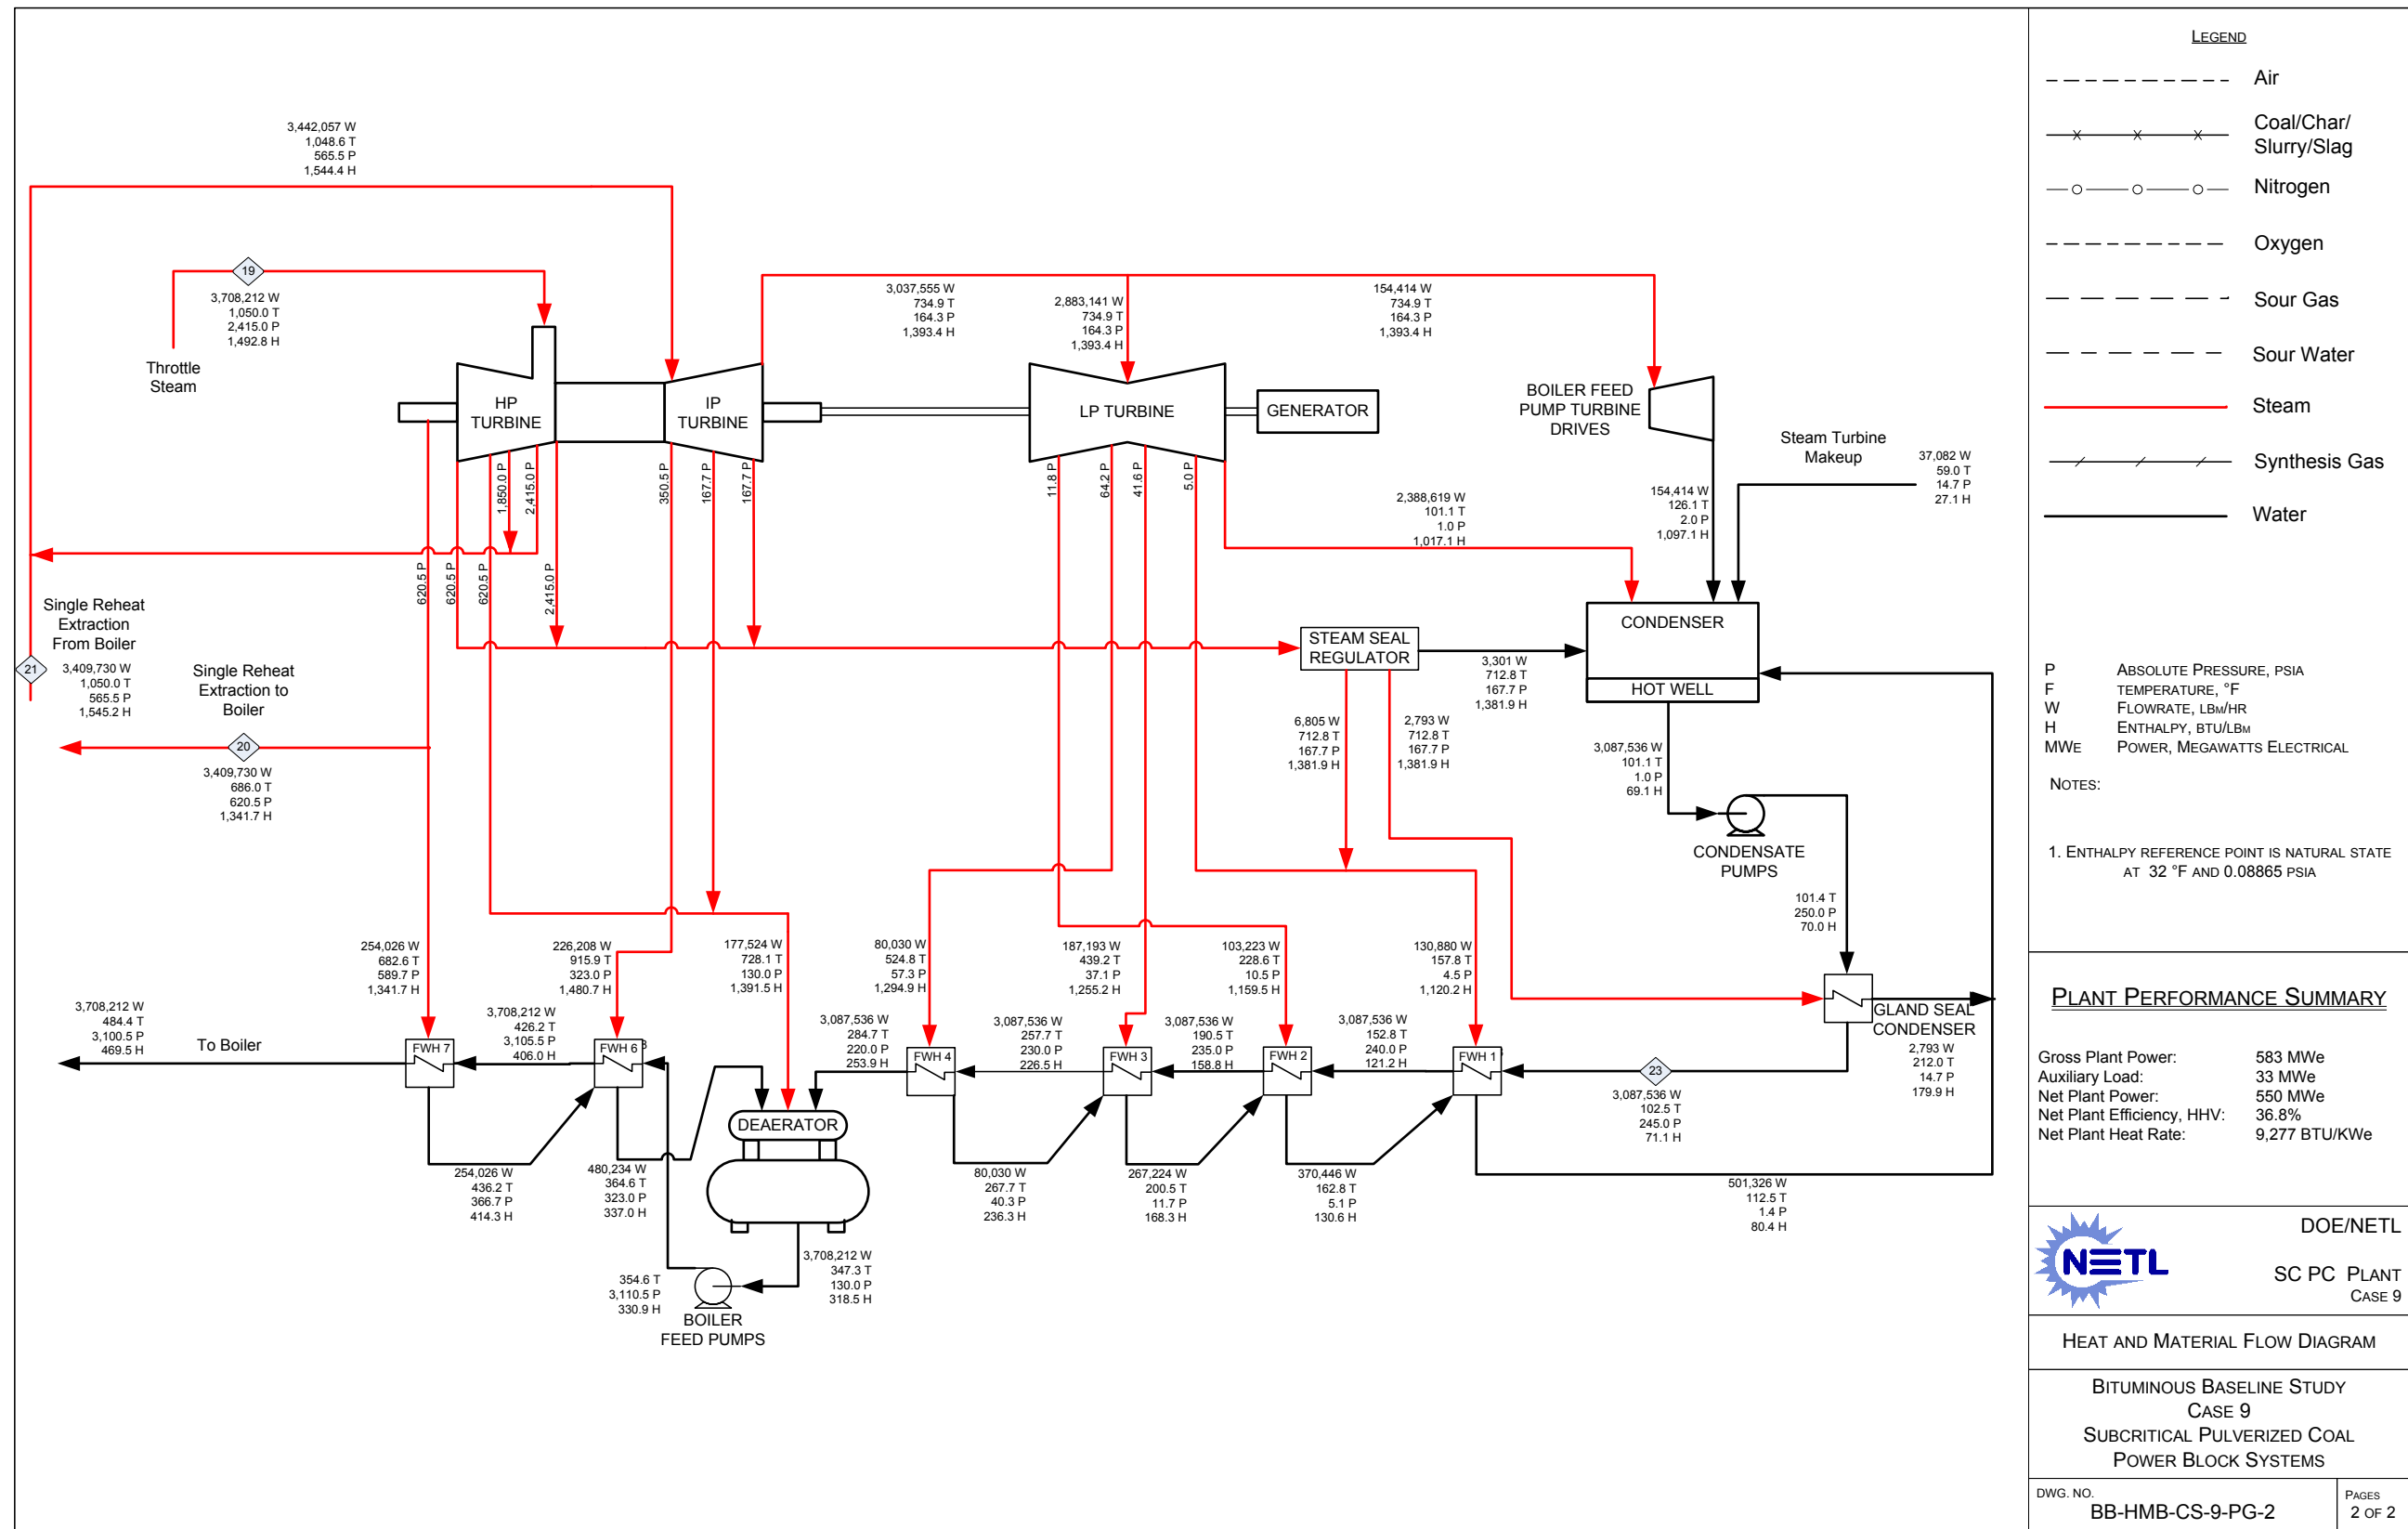 3,442,057 W
1,048.6 T
565.5 P
1,544.4 H
19
3,708,212 W
1,050.0 T
2,415.0 P
1,492.8 H
Throttle
Steam
HP
TURBINE
IP
TURBINE
3,037,555 W
734.9 T
164.3 P
1,393.4 H
2,883,141 W
734.9 T
164.3 P
1,393.4 H
154,414 W
734.9 T
164.3 P
1,393.4 H
LP TURBINE
GENERATOR
BOILER FEED
PUMP TURBINE
DRIVES
Steam Turbine
Makeup
37,082 W
59.0 T
14.7 P
27.1 H
154,414 W
126.1 T
2.0 P
1,097.1 H
1,850.0 P
2,415.0 P
350.5 P
167.7 P
167.7 P
11.8 P
64.2 P
41.6 P
5.0 P
2,388,619 W
101.1 T
1.0 P
1,017.1 H
620.5 P
620.5 P
620.5 P
2,415.0 P
Single Reheat
Extraction
From Boiler
21
3,409,730 W
1,050.0 T
565.5 P
1,545.2 H
Single Reheat
Extraction to
Boiler
20
3,409,730 W
686.0 T
620.5 P
1,341.7 H
STEAM SEAL
REGULATOR
3,301 W
712.8 T
167.7 P
1,381.9 H
6,805 W
712.8 T
167.7 P
1,381.9 H
2,793 W
712.8 T
167.7 P
1,381.9 H
CONDENSER
HOT WELL
3,087,536 W
101.1 T
1.0 P
69.1 H
CONDENSATE
PUMPS
101.4 T
250.0 P
70.0 H
GLAND SEAL
CONDENSER
2,793 W
212.0 T
14.7 P
179.9 H
254,026 W
682.6 T
589.7 P
1,341.7 H
226,208 W
915.9 T
323.0 P
1,480.7 H
177,524 W
728.1 T
130.0 P
1,391.5 H
80,030 W
524.8 T
57.3 P
1,294.9 H
187,193 W
439.2 T
37.1 P
1,255.2 H
103,223 W
228.6 T
10.5 P
1,159.5 H
130,880 W
157.8 T
4.5 P
1,120.2 H
3,708,212 W
484.4 T
3,100.5 P
469.5 H
To Boiler
FWH 7
3,708,212 W
426.2 T
3,105.5 P
406.0 H
FWH 6
3,087,536 W
284.7 T
220.0 P
253.9 H
FWH 4
3,087,536 W
257.7 T
230.0 P
226.5 H
FWH 3
3,087,536 W
190.5 T
235.0 P
158.8 H
FWH 2
3,087,536 W
152.8 T
240.0 P
121.2 H
FWH 1
23
3,087,536 W
102.5 T
245.0 P
71.1 H
DEAERATOR
254,026 W
436.2 T
366.7 P
414.3 H
480,234 W
364.6 T
323.0 P
337.0 H
80,030 W
267.7 T
40.3 P
236.3 H
267,224 W
200.5 T
11.7 P
168.3 H
370,446 W
162.8 T
5.1 P
130.6 H
501,326 W
112.5 T
1.4 P
80.4 H
3,708,212 W
347.3 T
130.0 P
318.5 H
354.6 T
3,110.5 P
330.9 H
BOILER
FEED PUMPS
LEGEND
Air
Coal/Char/
Slurry/Slag
Nitrogen
Oxygen
Sour Gas
Sour Water
Steam
Synthesis Gas
Water
P ABSOLUTE PRESSURE, PSIA
F TEMPERATURE, °F
W FLOWRATE, LBM/HR
H ENTHALPY, BTU/LBM
MWE POWER, MEGAWATTS ELECTRICAL
NOTES:
1. ENTHALPY REFERENCE POINT IS NATURAL STATE
AT 32 °F AND 0.08865 PSIA
PLANT PERFORMANCE SUMMARY
Gross Plant Power: 583 MWe
Auxiliary Load: 33 MWe
Net Plant Power: 550 MWe
Net Plant Efficiency, HHV: 36.8%
Net Plant Heat Rate: 9,277 BTU/KWe
NETL
DOE/NETL
SC PC PLANT
CASE 9
HEAT AND MATERIAL FLOW DIAGRAM
BITUMINOUS BASELINE STUDY
CASE 9
SUBCRITICAL PULVERIZED COAL
POWER BLOCK SYSTEMS
DWG. NO.
BB-HMB-CS-9-PG-2
PAGES
2 OF 2